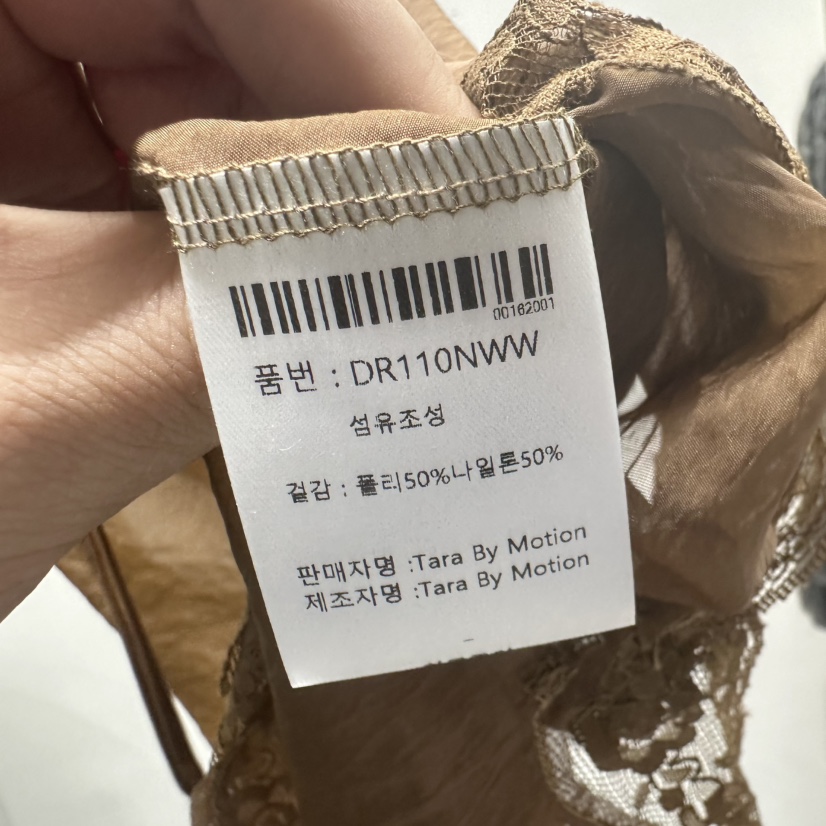 00162001
품번 : DR110NWW
섬유조성
겉감 : 폴리50%나일론50%
판매자명 :Tara By Motion
제조자명 :Tara By Motion